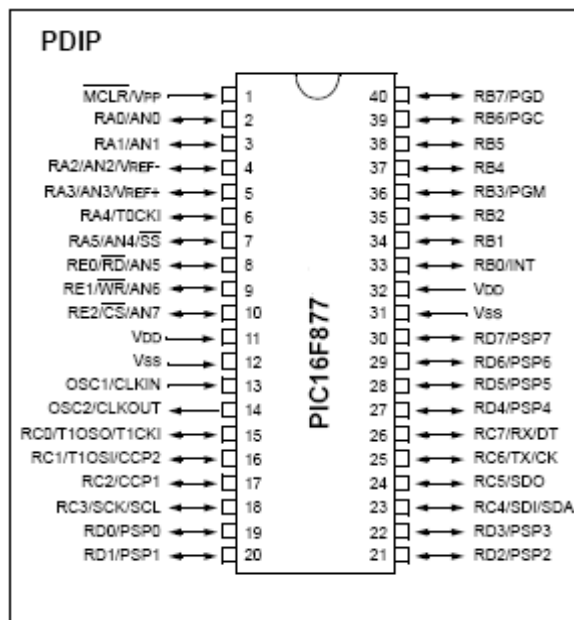 PDIP
MCLR/VPP 1 40 RB7/PGD
RA0/AN0 2 39 RB6/PGC
RA1/AN1 3 38 RB5
RA2/AN2/VREF- 4 37 RB4
RA3/AN3/VREF+ 5 36 RB3/PGM
RA4/T0CKI 6 35 RB2
RA5/AN4/SS 7 34 RB1
RE0/RD/AN5 8 33 RB0/INT
RE1/WR/AN6 9 32 VDD
RE2/CS/AN7 10 31 VSS
VDD 11 30 RD7/PSP7
VSS 12 29 RD6/PSP6
OSC1/CLKIN 13 28 RD5/PSP5
OSC2/CLKOUT 14 27 RD4/PSP4
RC0/T1OSO/T1CKI 15 26 RC7/RX/DT
RC1/T1OSI/CCP2 16 25 RC6/TX/CK
RC2/CCP1 17 24 RC5/SDO
RC3/SCK/SCL 18 23 RC4/SDI/SDA
RD0/PSP0 19 22 RD3/PSP3
RD1/PSP1 20 21 RD2/PSP2
PIC16F877